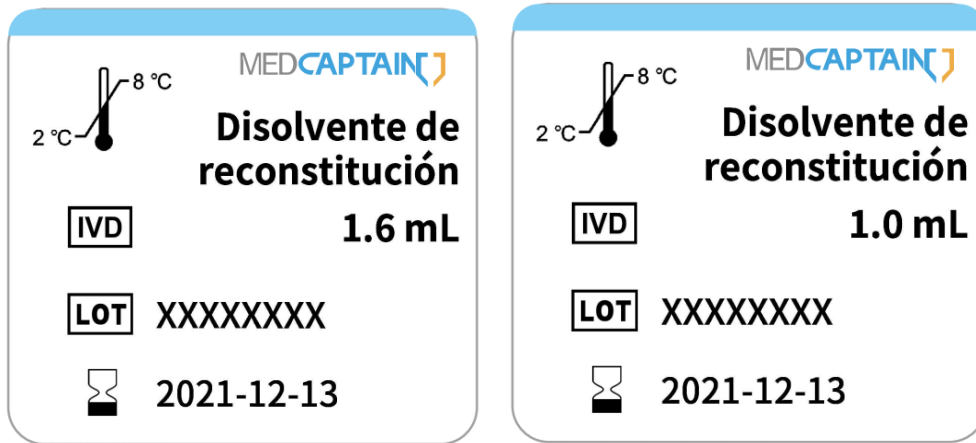 MEDCAPTAIN
8 °C
2 °C
Disolvente de
reconstitución
IVD
1.6 mL
LOT XXXXXXXX
2021-12-13
MEDCAPTAIN
8 °C
2 °C
Disolvente de
reconstitución
IVD
1.0 mL
LOT XXXXXXXX
2021-12-13